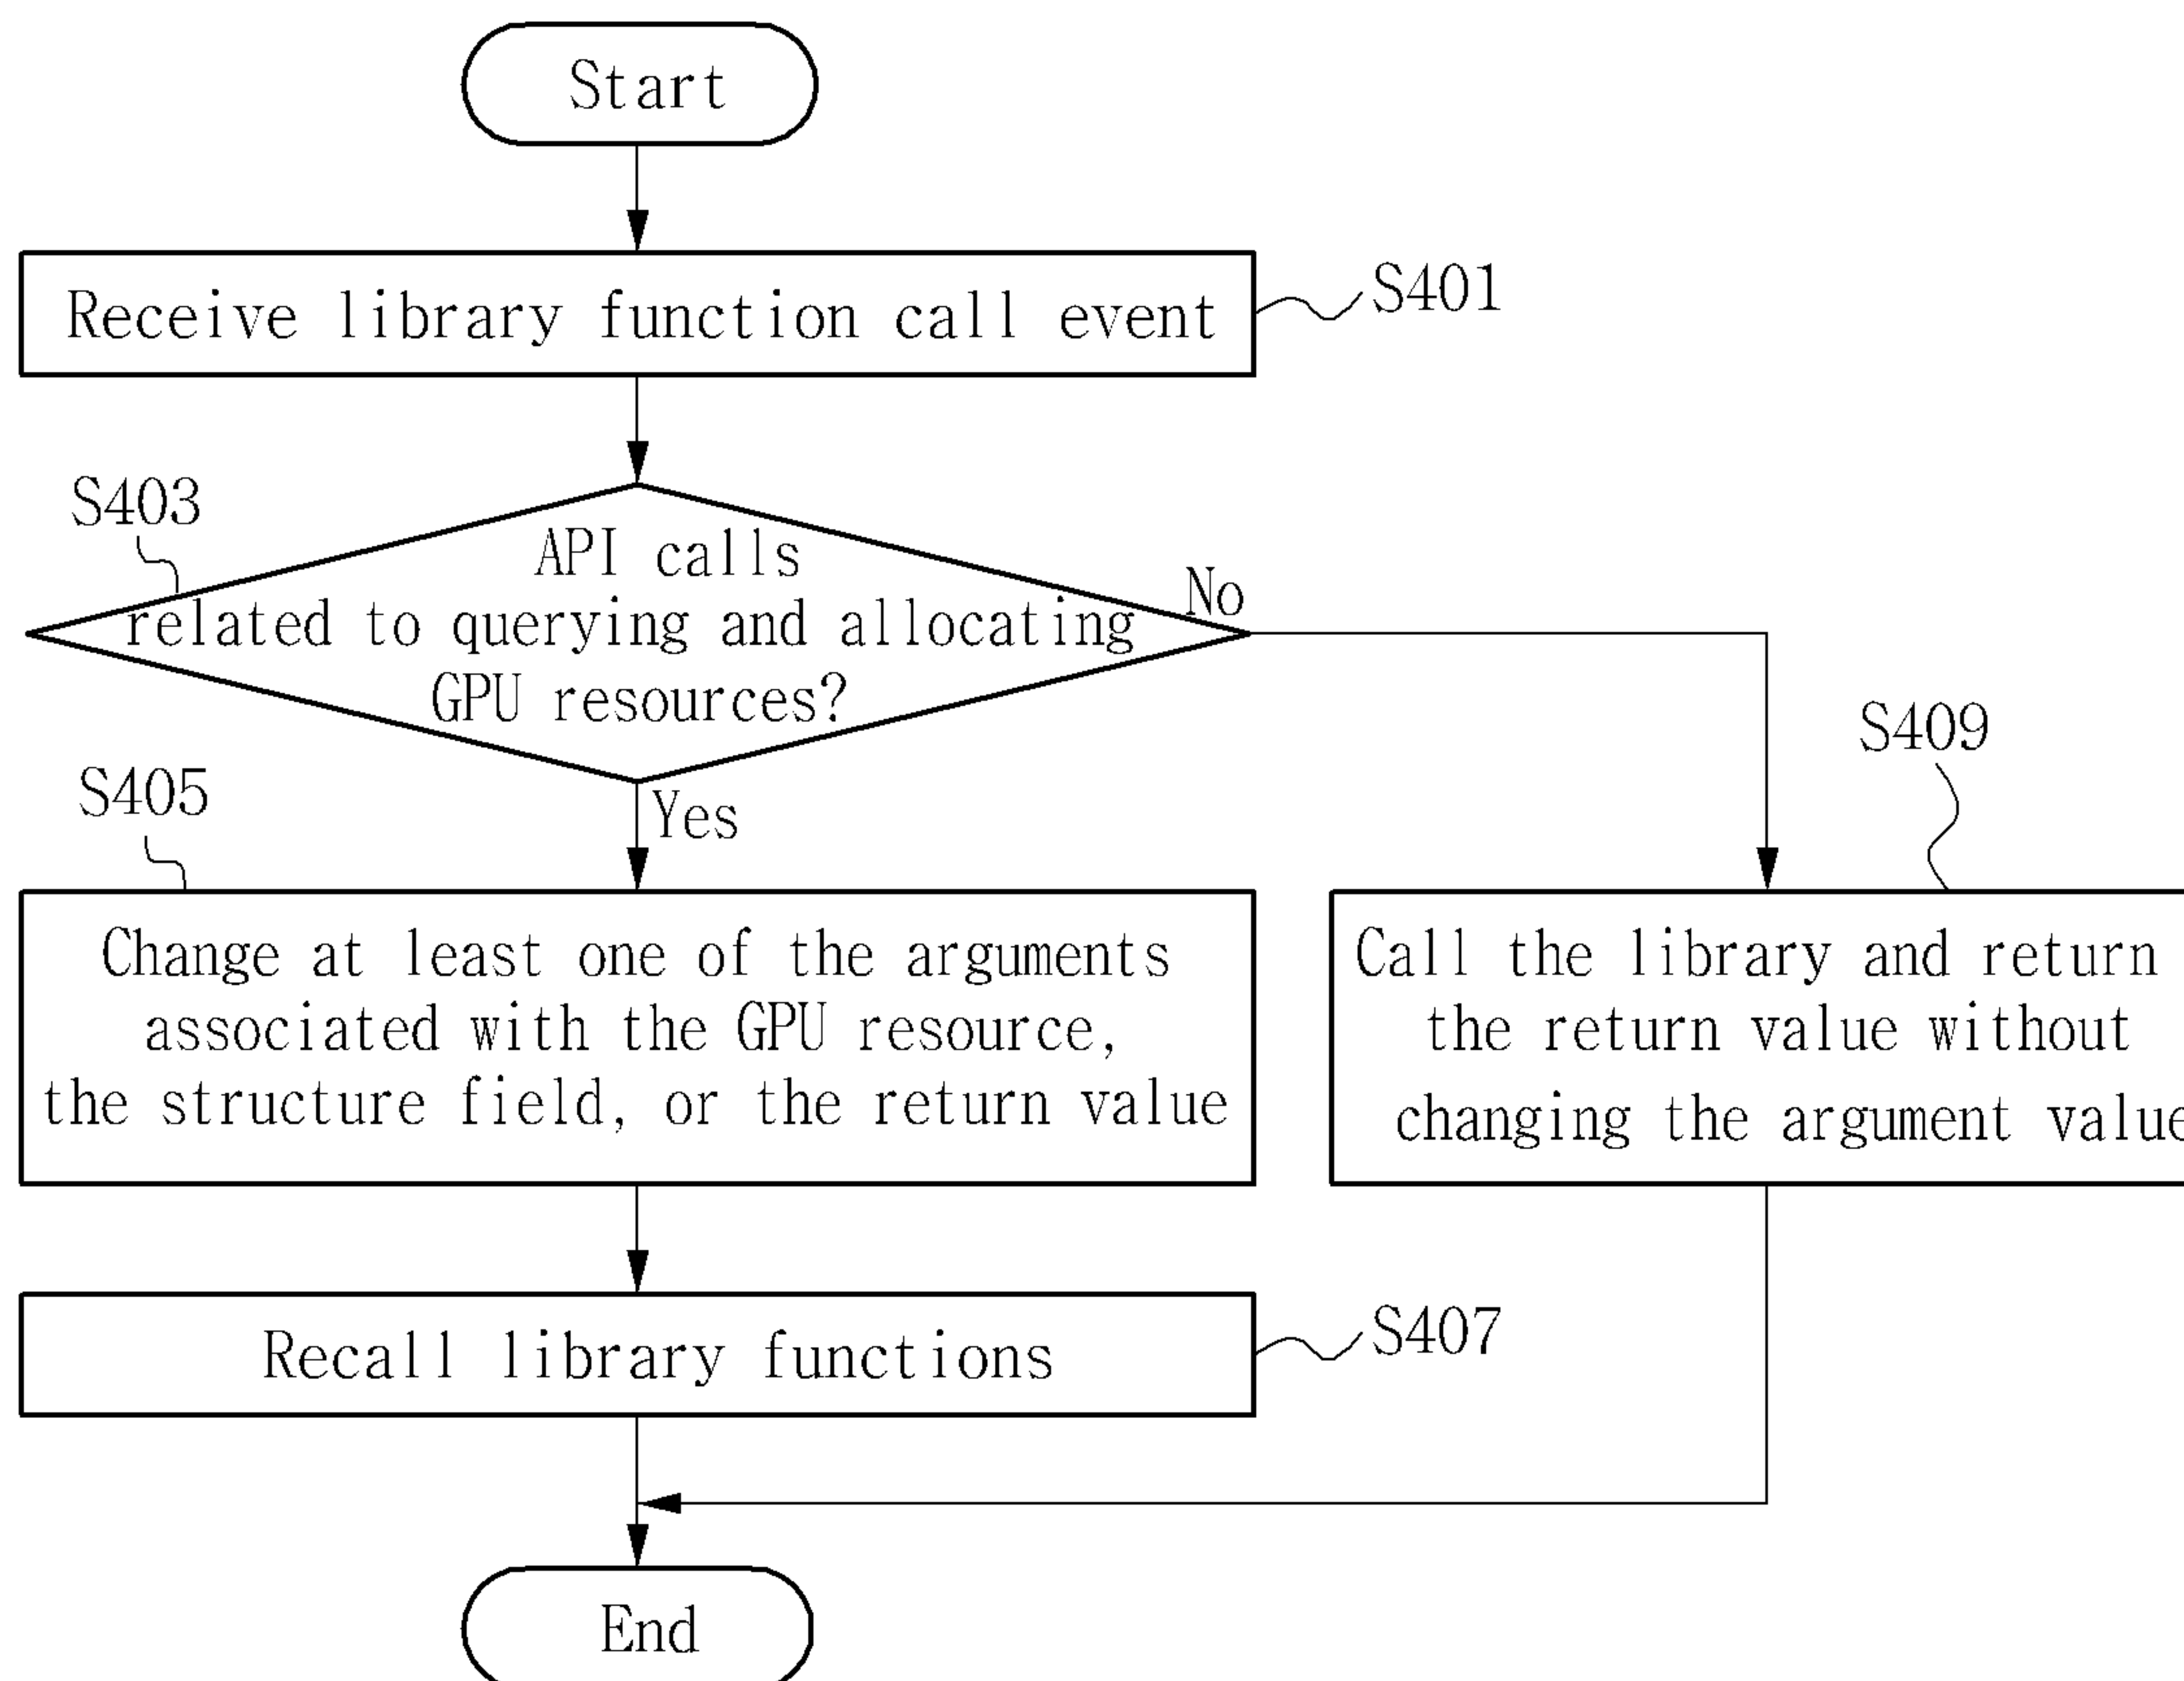 Start
Receive library function call event
S401
S403
API calls
related to querying and allocating
GPU resources?
No
Yes
S405
Change at least one of the arguments
associated with the GPU resource,
the structure field, or the return value
S409
Call the library and return
the return value without
changing the argument value
Recall library functions
S407
End